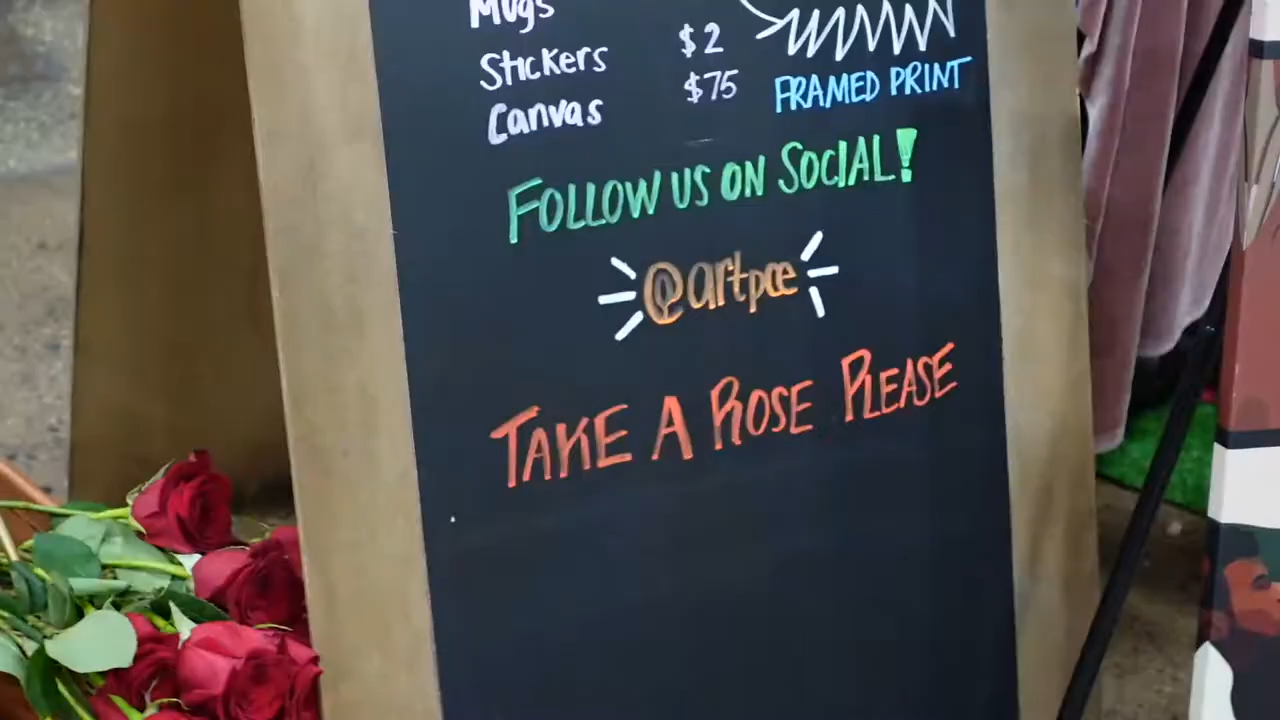 Mugs
Stickers $2
Canvas $75
FRAMED PRINT
FOLLOW US ON SOCIAL!
@artpce
TAKE A ROSE PLEASE